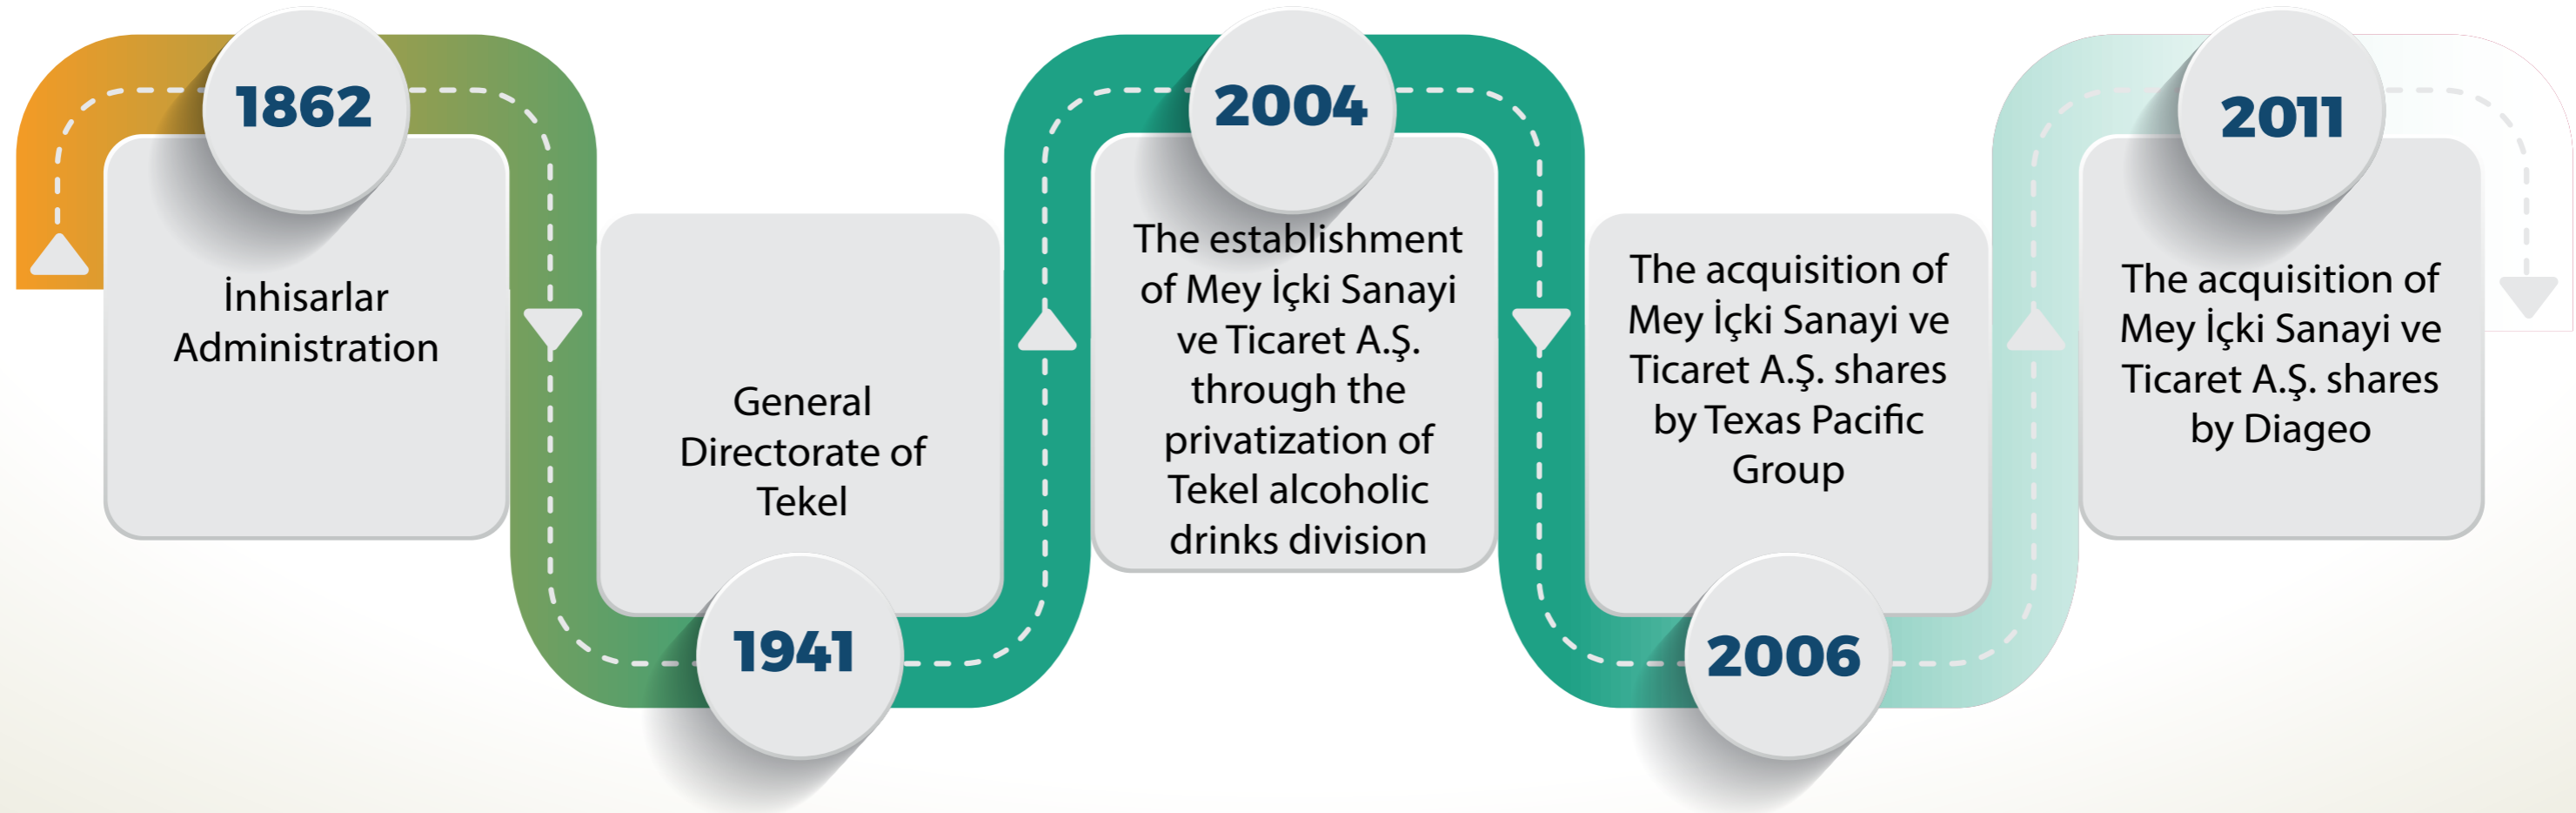 1862
İnhisarlar
Administration
General
Directorate of
Tekel
1941
2004
The establishment
of Mey İçki Sanayi
ve Ticaret A.Ş.
through the
privatization of
Tekel alcoholic
drinks division
The acquisition of
Mey İçki Sanayi ve
Ticaret A.Ş. shares
by Texas Pacific
Group
2006
2011
The acquisition of
Mey İçki Sanayi ve
Ticaret A.Ş. shares
by Diageo